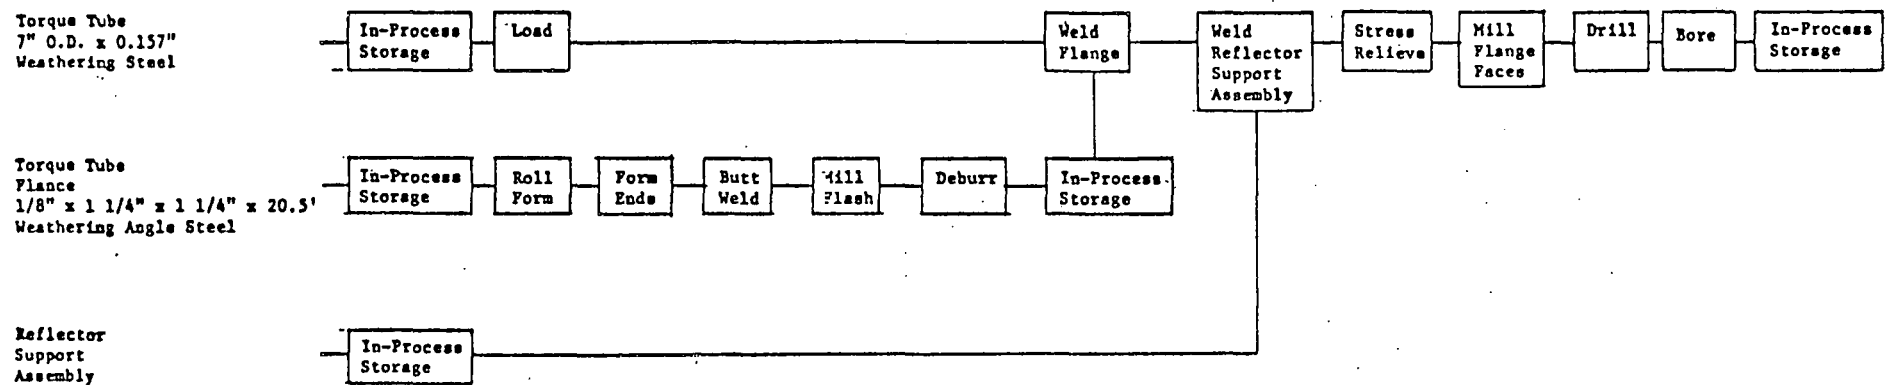 Torque Tube
7" O.D. x 0.157"
Weathering Steel
In-Process
Storage
Load
Weld
Flange
Weld
Reflector
Support
Assembly
Stress
Relieve
Mill
Flange
Faces
Drill
Bore
In-Process
Storage
Torque Tube
Flance
1/8" x 1 1/4" x 1 1/4" x 20.5'
Weathering Angle Steel
In-Process
Storage
Roll
Form
Form
Ends
Butt
Weld
Mill
Flash
Deburr
In-Process
Storage
Reflector
Support
Assembly
In-Process
Storage